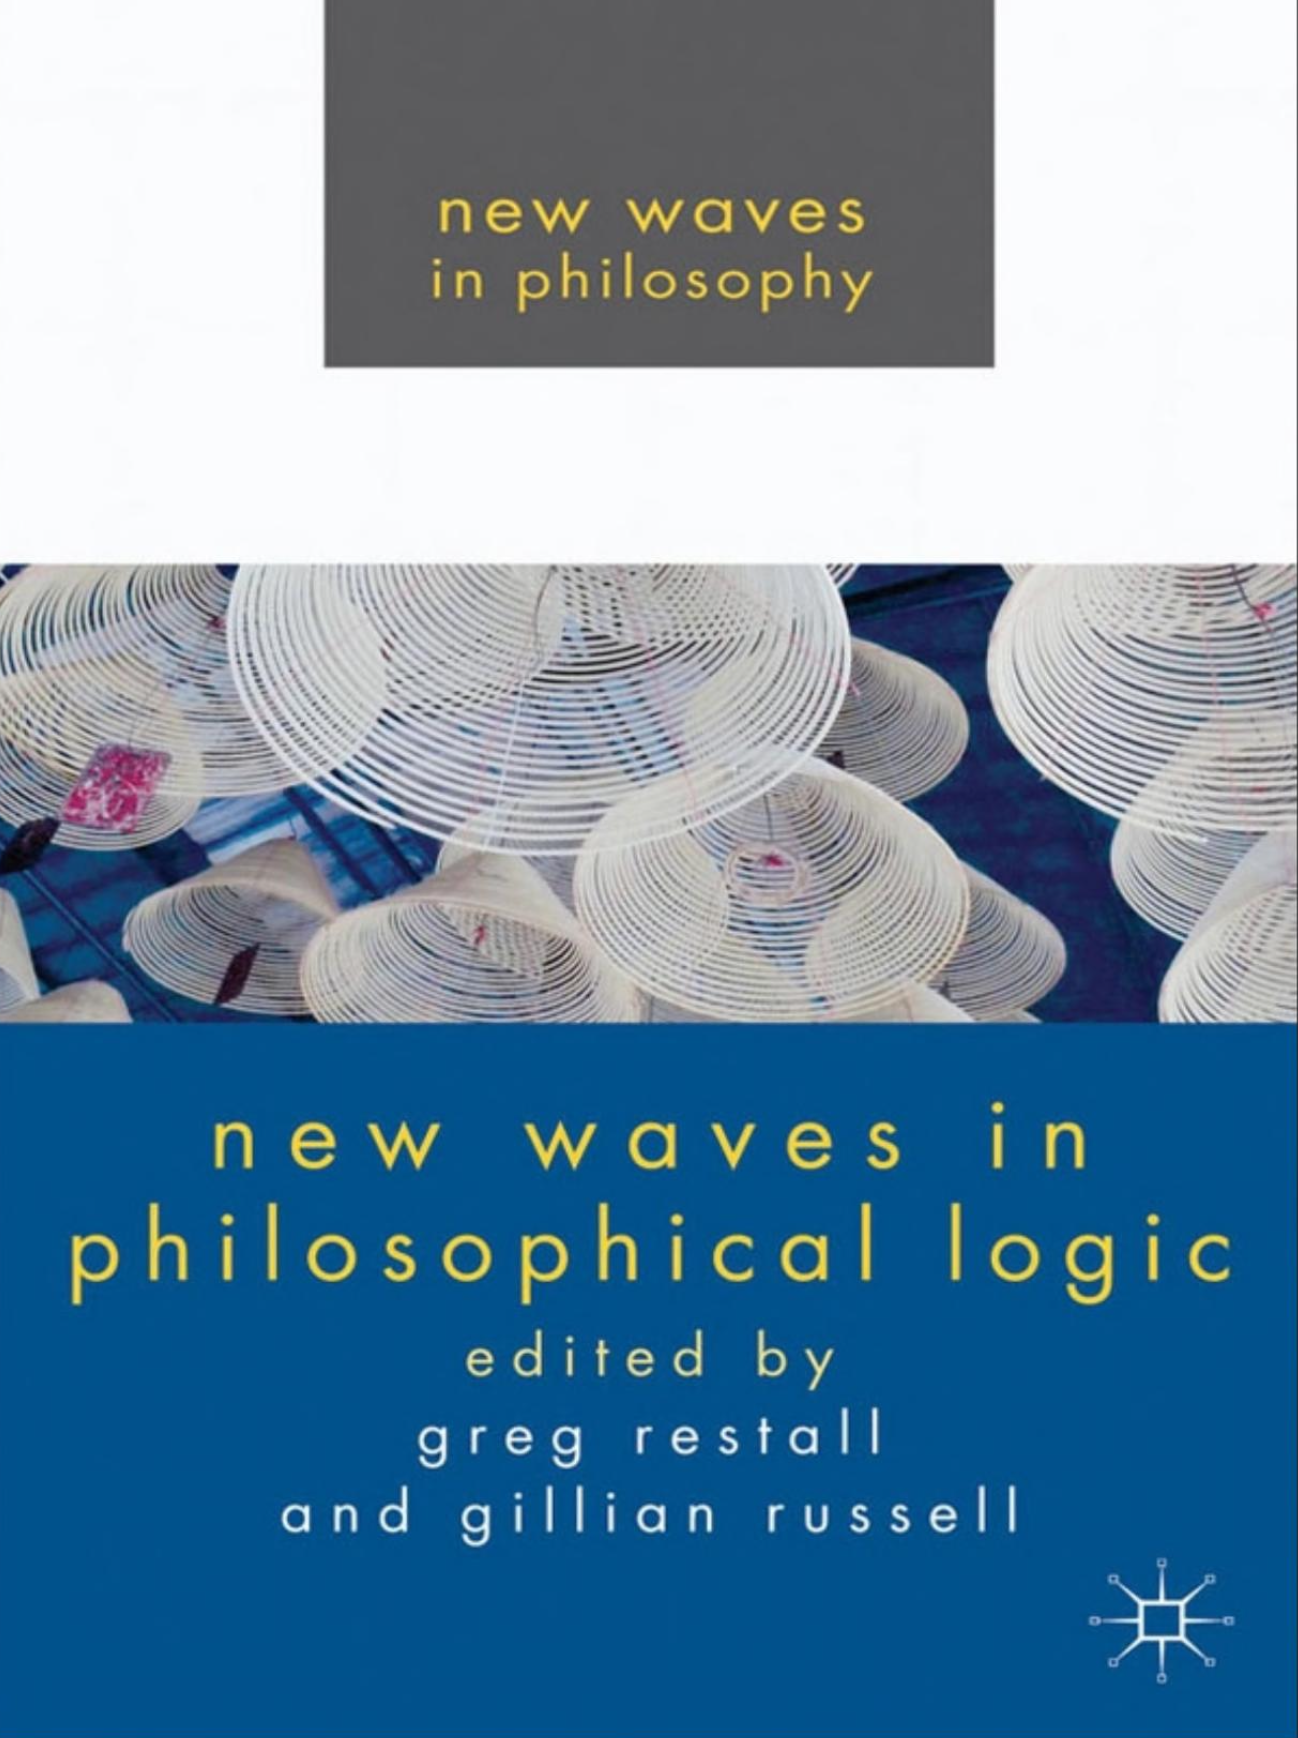 new waves
in philosophy
new waves in
philosophical logic
edited by
greg restall
and gillian russell